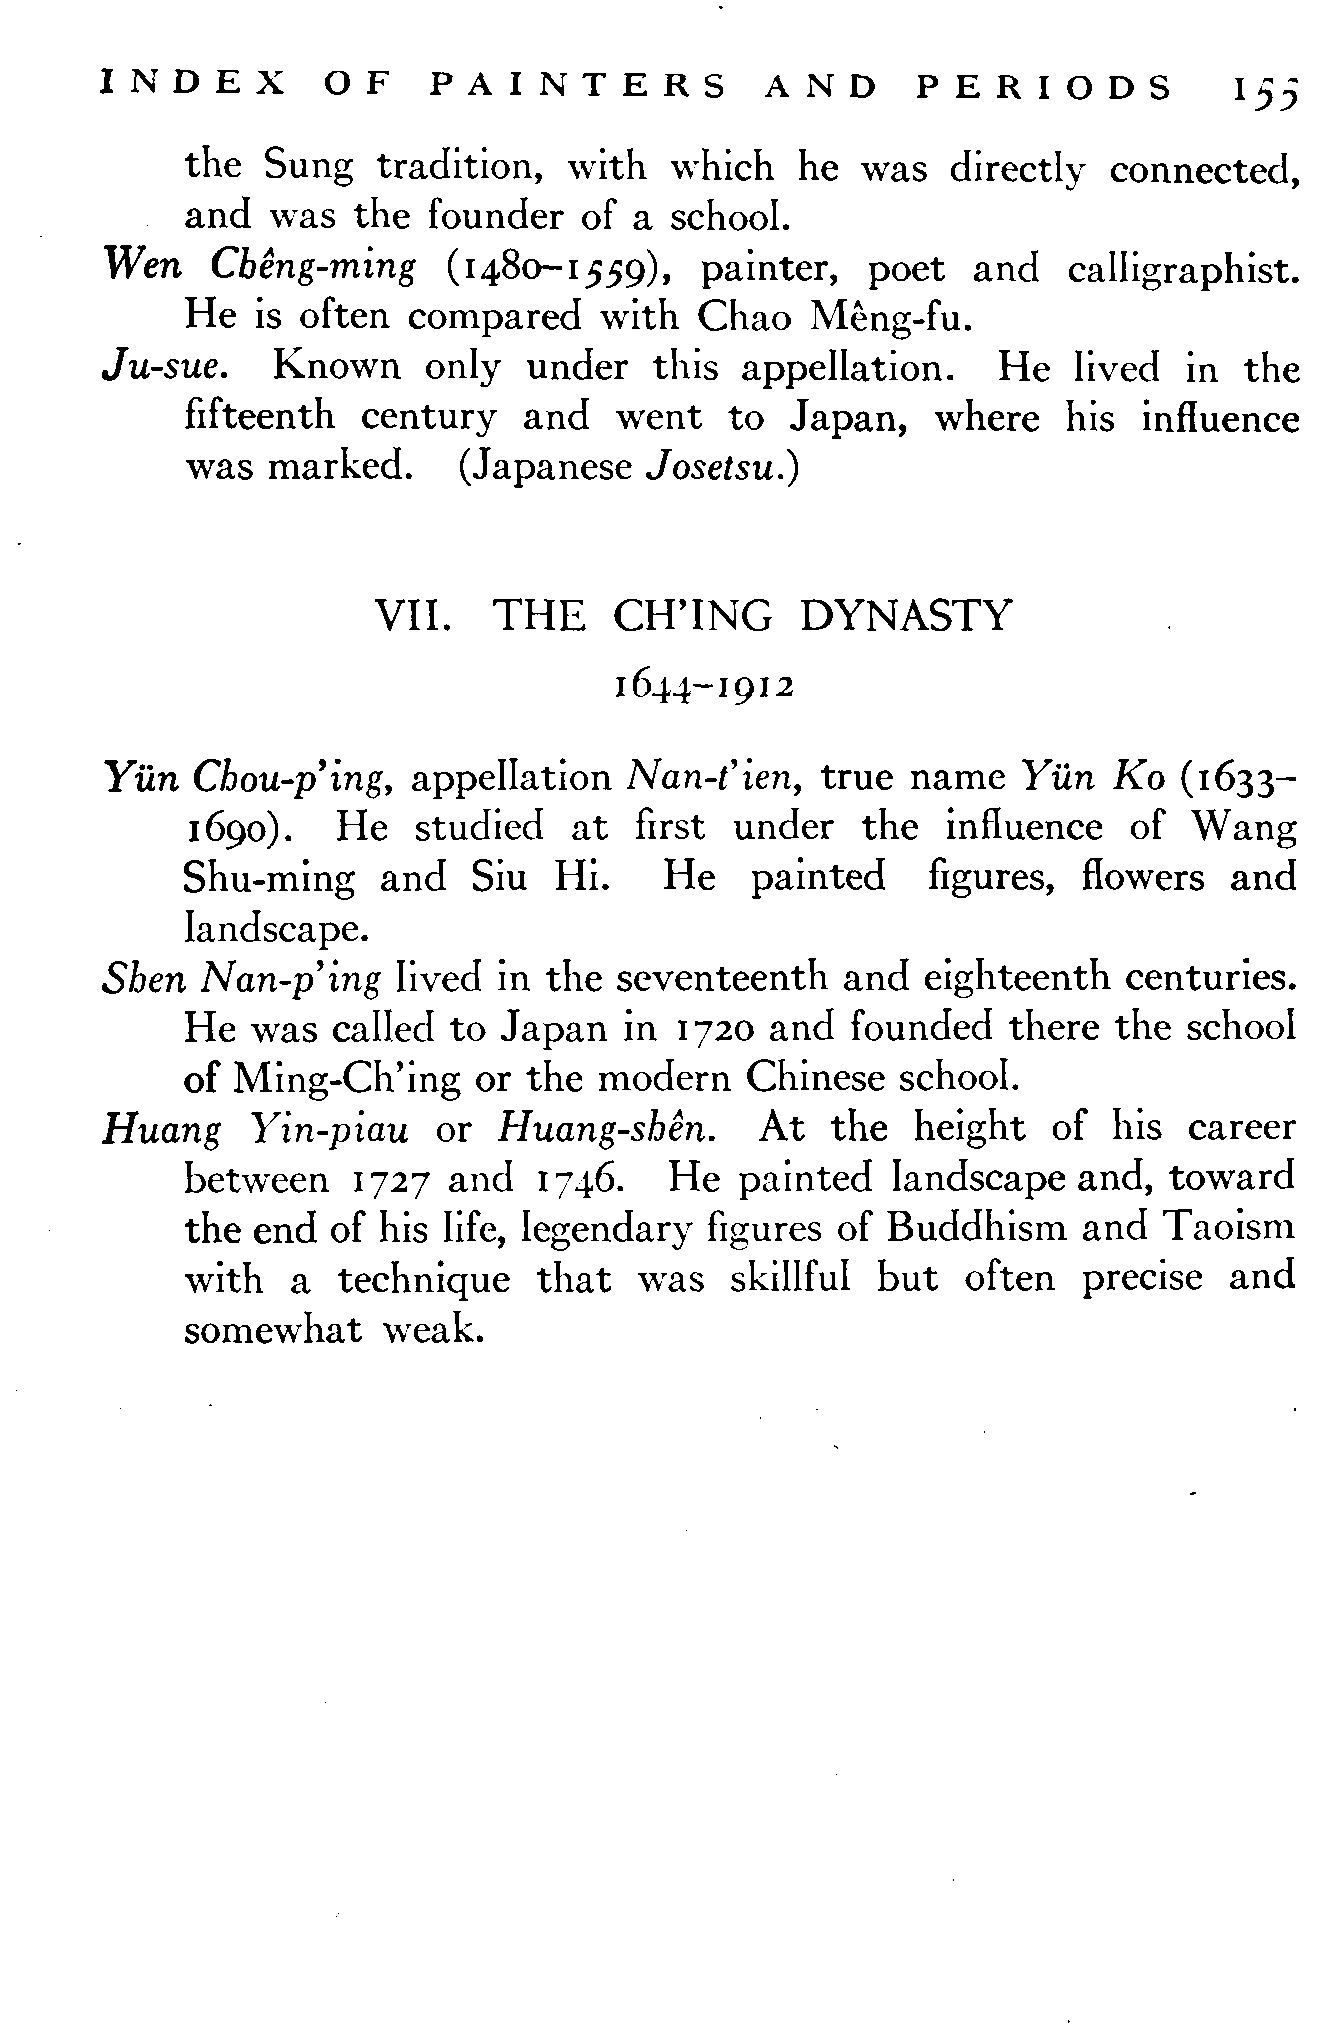 INDEX OF PAINTERS AND PERIODS 155
the Sung tradition, with which he was directly connected,
and was the founder of a school.
Wen Chêng-ming (1480–1559), painter, poet and calligraphist.
He is often compared with Chao Mêng-fu.
Ju-sue. Known only under this appellation. He lived in the
fifteenth century and went to Japan, where his influence
was marked. (Japanese Josetsu.)
VII. THE CH'ING DYNASTY
1644–1912
Yün Chou-p'ing, appellation Nan-t'ien, true name Yün Ko (1633–
1690). He studied at first under the influence of Wang
Shu-ming and Siu Hi. He painted figures, flowers and
landscape.
Shen Nan-p'ing lived in the seventeenth and eighteenth centuries.
He was called to Japan in 1720 and founded there the school
of Ming-Ch'ing or the modern Chinese school.
Huang Yin-piau or Huang-shên. At the height of his career
between 1727 and 1746. He painted landscape and, toward
the end of his life, legendary figures of Buddhism and Taoism
with a technique that was skillful but often precise and
somewhat weak.